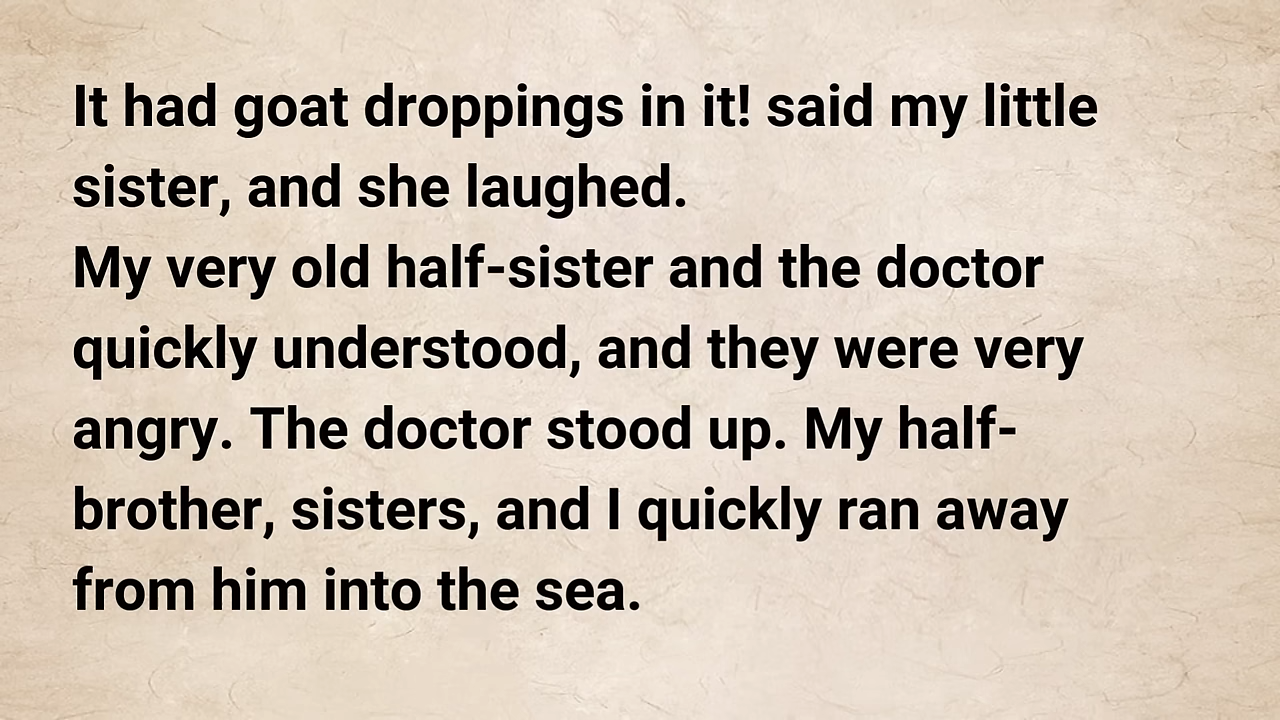 It had goat droppings in it! said my little
sister, and she laughed.
My very old half-sister and the doctor
quickly understood, and they were very
angry. The doctor stood up. My half-
brother, sisters, and I quickly ran away
from him into the sea.